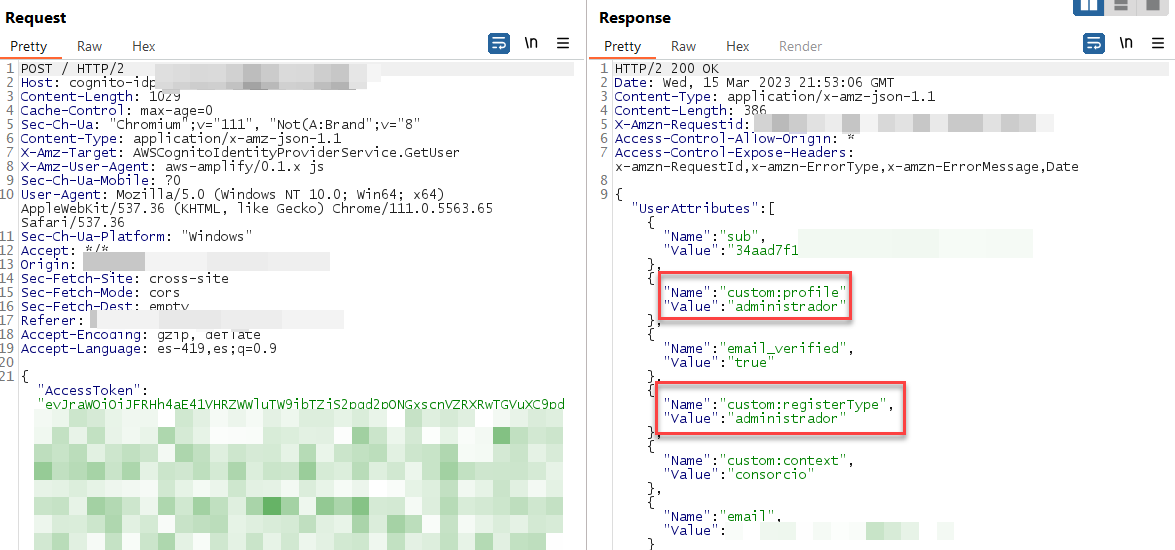 Request
Pretty Raw Hex \n
1 POST / HTTP/2
2 Host: cognito-idp
3 Content-Length: 1029
4 Cache-Control: max-age=0
5 Sec-Ch-Ua: "Chromium";v="111", "Not(A:Brand";v="8"
6 Content-Type: application/x-amz-json-1.1
7 X-Amz-Target: AWSCognitoIdentityProviderService.GetUser
8 X-Amz-User-Agent: aws-amplify/0.1.x js
9 Sec-Ch-Ua-Mobile: ?0
10 User-Agent: Mozilla/5.0 (Windows NT 10.0; Win64; x64)
AppleWebKit/537.36 (KHTML, like Gecko) Chrome/111.0.5563.65
Safari/537.36
11 Sec-Ch-Ua-Platform: "Windows"
12 Accept: */*
13 Origin:
14 Sec-Fetch-Site: cross-site
15 Sec-Fetch-Mode: cors
16 Sec-Fetch-Dest: empty
17 Referer:
18 Accept-Encoding: gzip, deflate
19 Accept-Language: es-419,es;q=0.9
20
21 {
"AccessToken":
Response
Pretty Raw Hex Render \n
1 HTTP/2 200 OK
2 Date: Wed, 15 Mar 2023 21:53:06 GMT
3 Content-Type: application/x-amz-json-1.1
4 Content-Length: 386
5 X-Amzn-Requestid:
6 Access-Control-Allow-Origin: *
7 Access-Control-Expose-Headers:
x-amzn-RequestId,x-amzn-ErrorType,x-amzn-ErrorMessage,Date
8
9 {
"UserAttributes":[
{
"Name":"sub",
"Value":"34aad7f1
},
{
"Name":"custom:profile"
"Value":"administrador"
},
{
"Name":"email_verified",
"Value":"true"
},
{
"Name":"custom:registerType",
"Value":"administrador"
},
{
"Name":"custom:context",
"Value":"consorcio"
},
{
"Name":"email",
"Value":
}